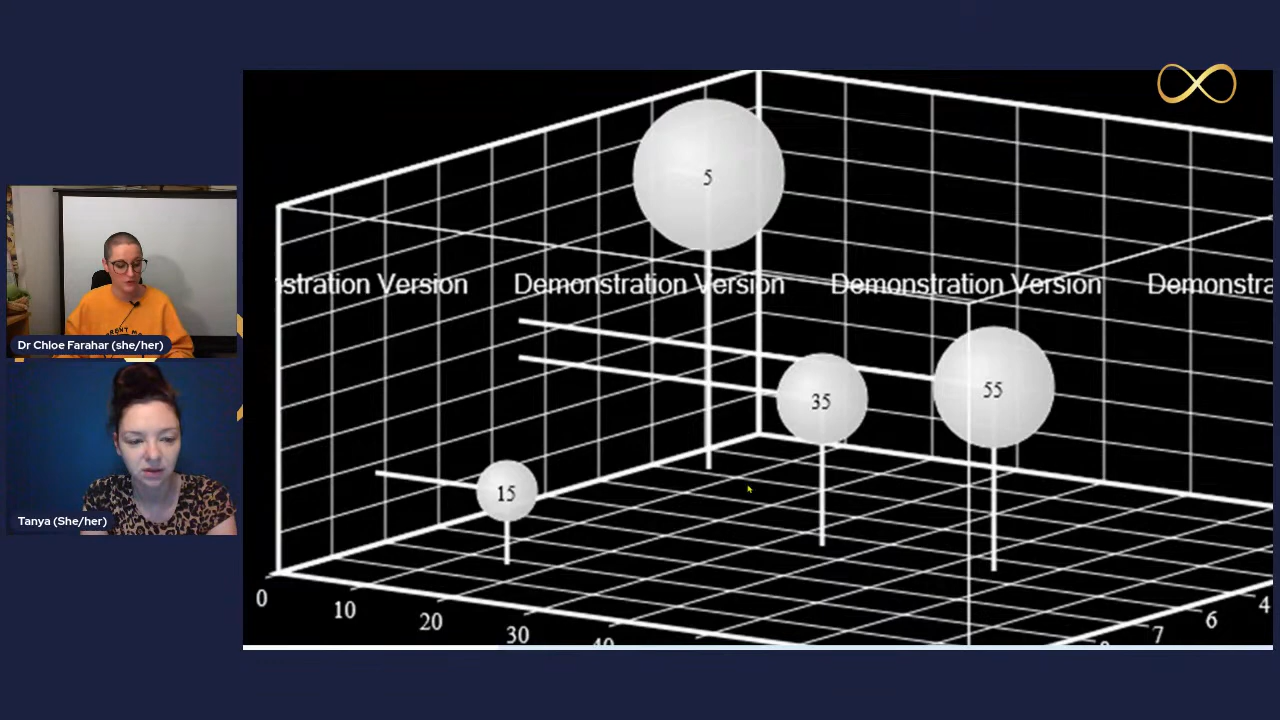 5
stration Version
Demonstration Version
Demonstration Version
Demonstra
Dr Chloe Farahar (she/her)
55
35
15
Tanya (She/her)
0
10
20
30
40
4
6
7